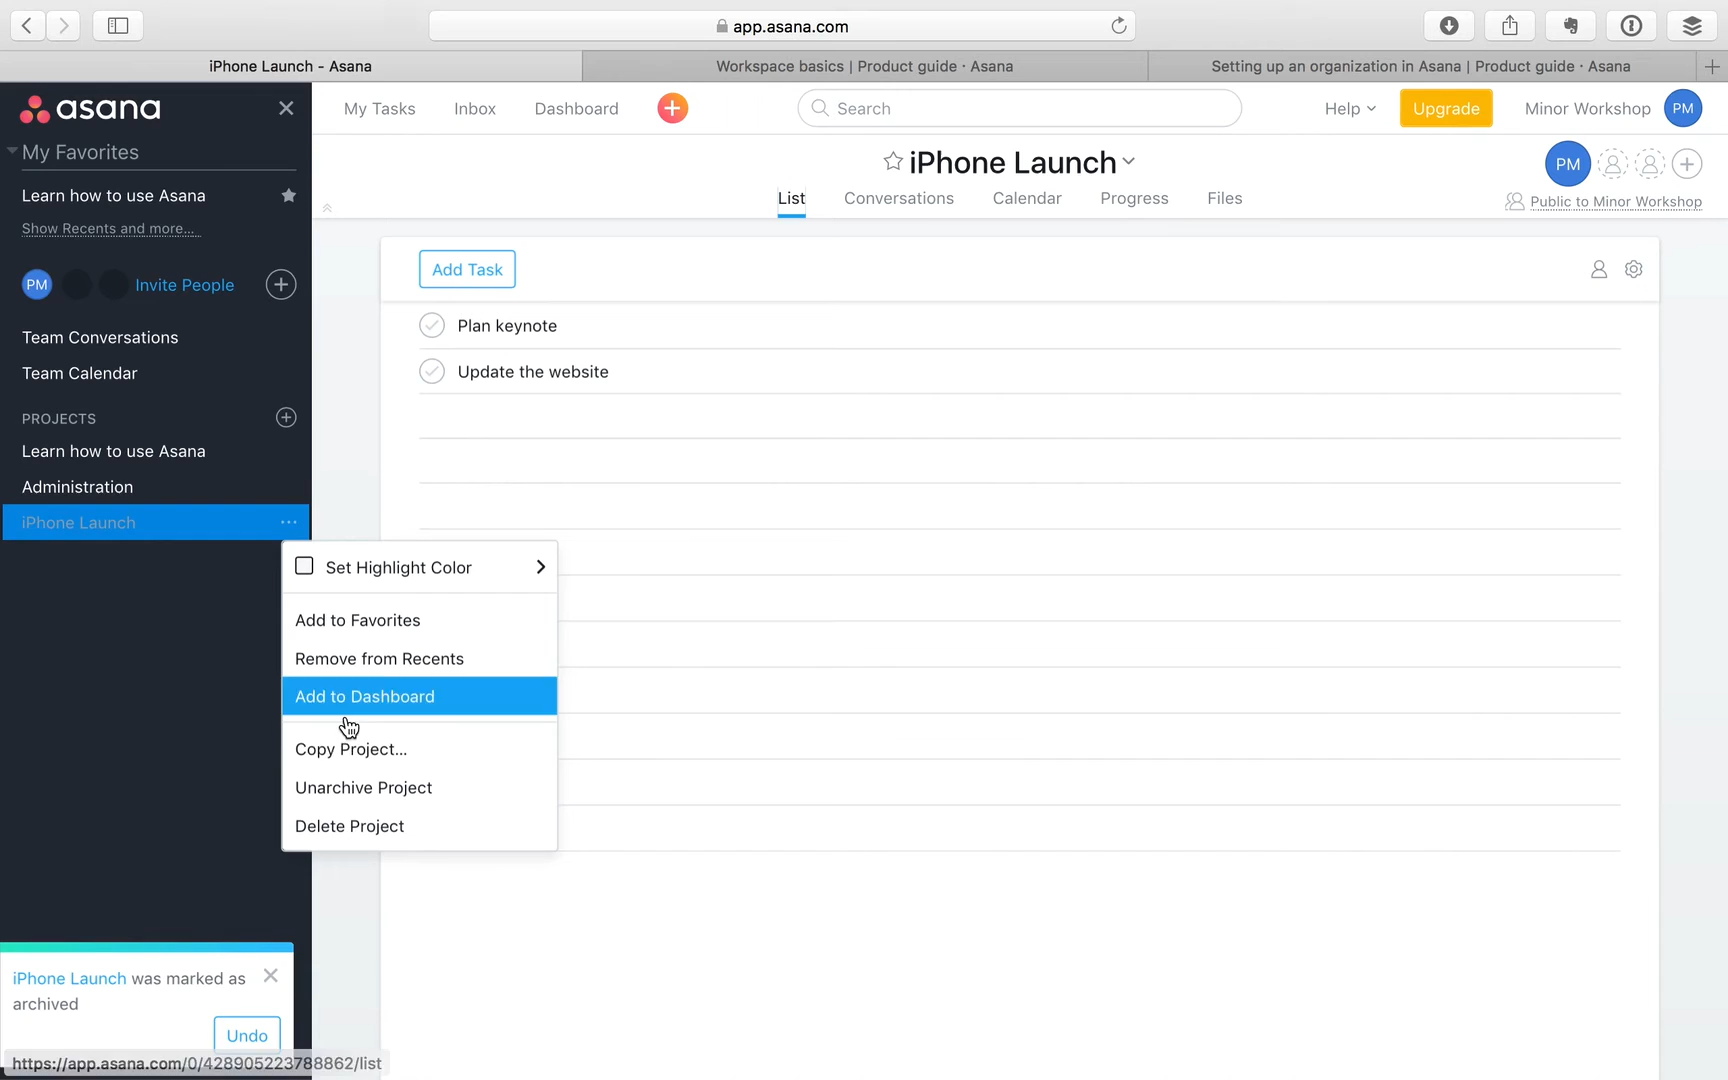 app.asana.com
iPhone Launch - Asana
Workspace basics | Product guide · Asana
Setting up an organization in Asana | Product guide · Asana
asana
My Tasks
Inbox
Dashboard
Search
Help
Upgrade
Minor Workshop
PM
My Favorites
Learn how to use Asana
Show Recents and more...
PM
Invite People
Team Conversations
Team Calendar
PROJECTS
Learn how to use Asana
Administration
iPhone Launch
iPhone Launch
PM
List
Conversations
Calendar
Progress
Files
Public to Minor Workshop
Add Task
Plan keynote
Update the website
Set Highlight Color
Add to Favorites
Remove from Recents
Add to Dashboard
Copy Project...
Unarchive Project
Delete Project
iPhone Launch was marked as
archived
Undo
https://app.asana.com/0/428905223788862/list